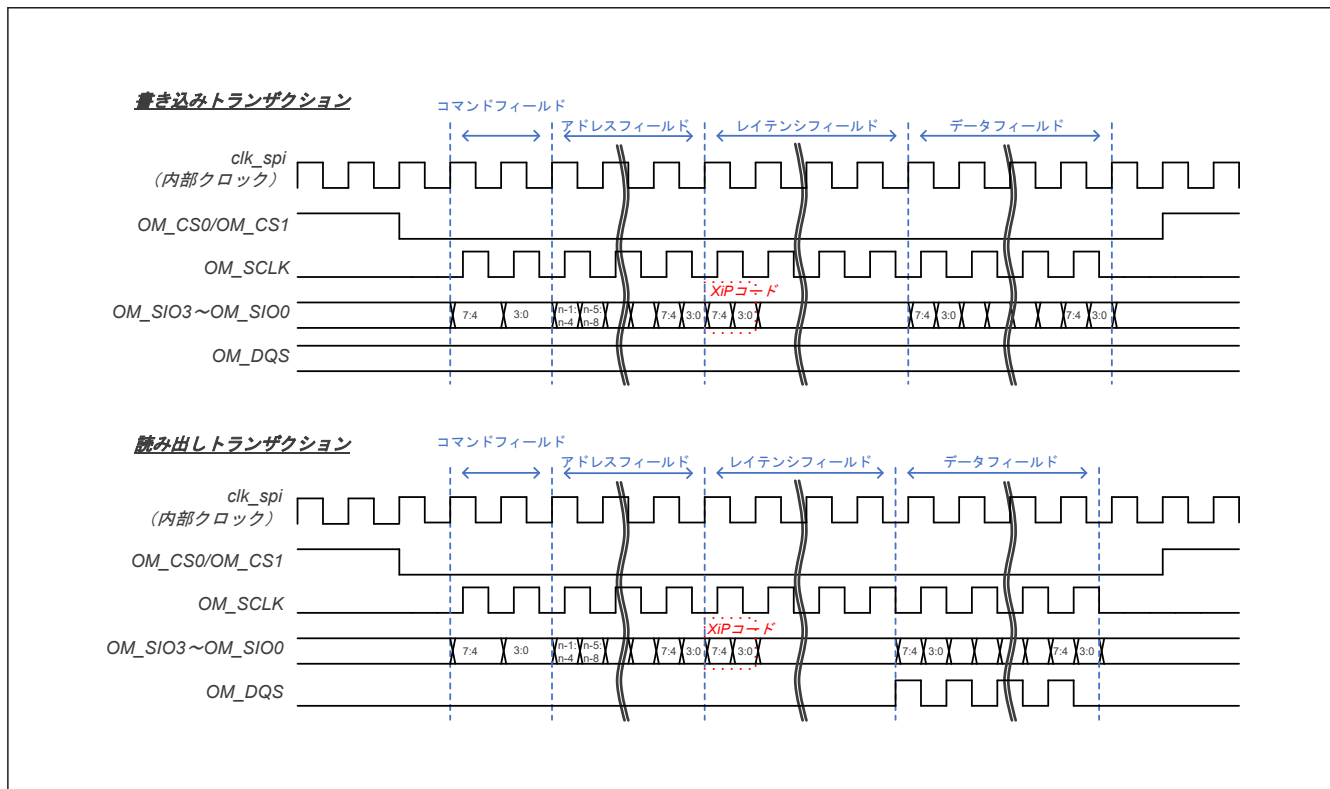 書き込みトランザクション
コマンドフィールド
アドレスフィールド レイテンシフィールド データフィールド
clk_spi
（内部クロック）
OM_CS0/OM_CS1
OM_SCLK
XiPコード
OM_SIO3～OM_SIO0
7:4 3:0 n-1: n-5: 7:4 3:0 7:4 3:0 7:4 3:0 7:4 3:0
n-4 n-8
OM_DQS
読み出しトランザクション
コマンドフィールド
アドレスフィールド レイテンシフィールド データフィールド
clk_spi
（内部クロック）
OM_CS0/OM_CS1
OM_SCLK
XiPコード
OM_SIO3～OM_SIO0
7:4 3:0 n-1: n-5: 7:4 3:0 7:4 3:0 7:4 3:0 7:4 3:0
n-4 n-8
OM_DQS